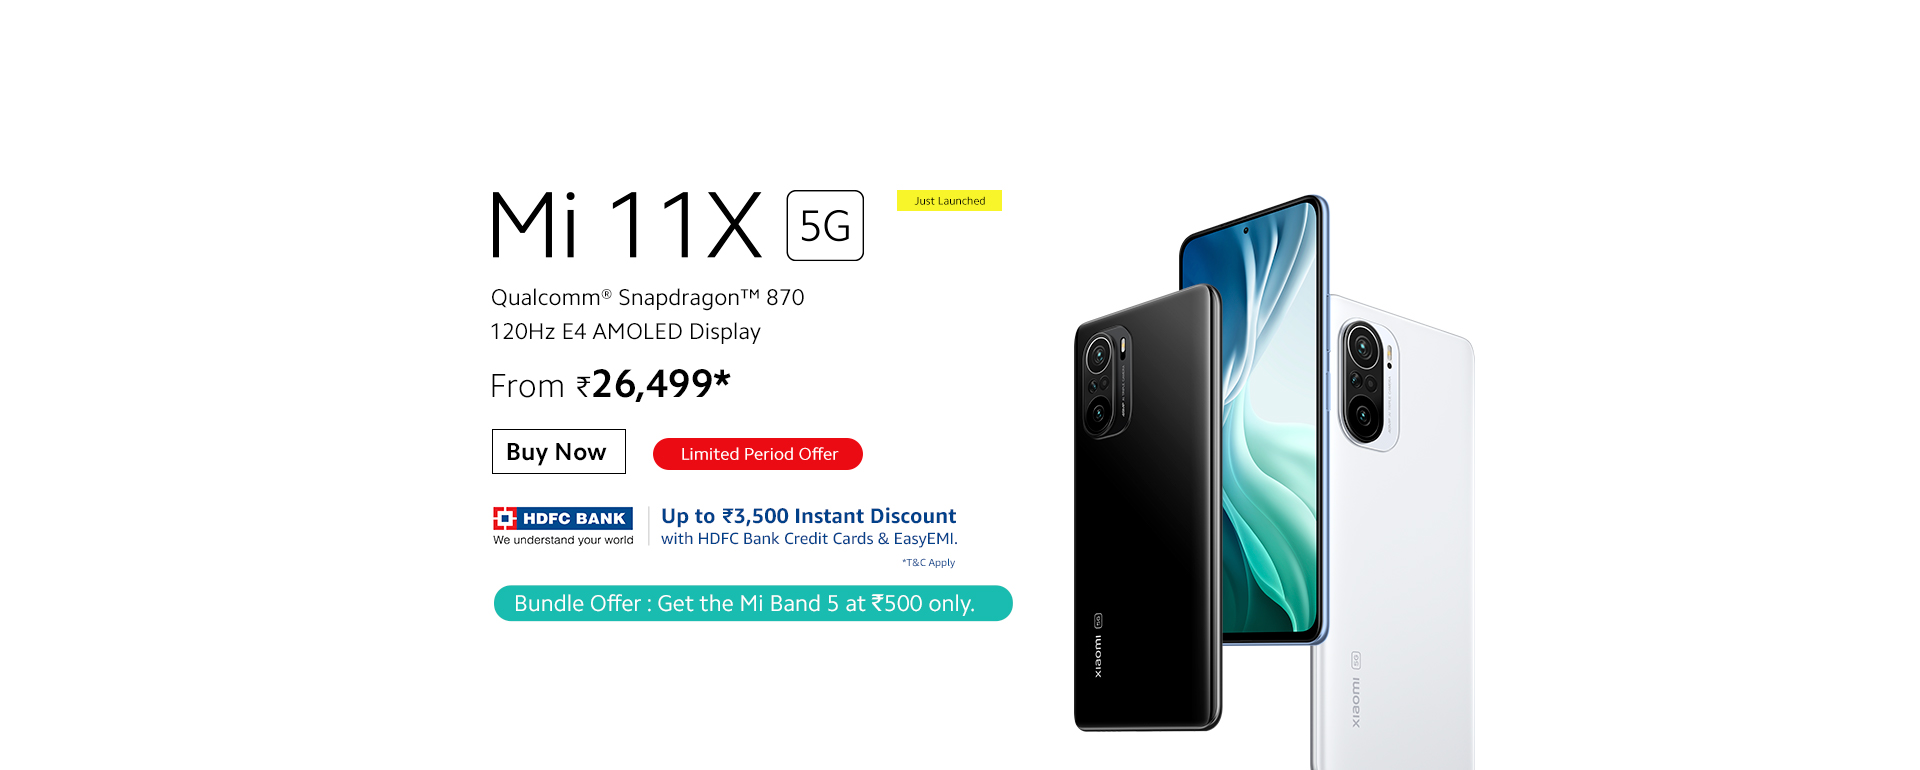 Mi 11X 5G
Just Launched
Qualcomm® Snapdragon™ 870
120Hz E4 AMOLED Display
From ₹26,499*
Buy Now
Limited Period Offer
HDFC BANK
We understand your world
Up to ₹3,500 Instant Discount
with HDFC Bank Credit Cards & EasyEMI.
*T&C Apply
Bundle Offer : Get the Mi Band 5 at ₹500 only.
xiaomi 5G
xiaomi 5G